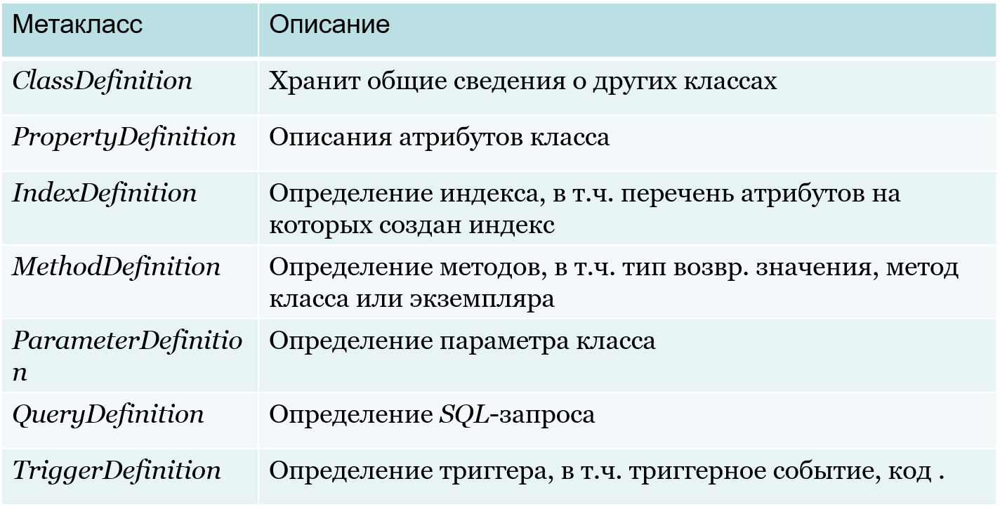 Метакласс Описание
ClassDefinition Хранит общие сведения о других классах
PropertyDefinition Описания атрибутов класса
IndexDefinition Определение индекса, в т.ч. перечень атрибутов на
которых создан индекс
MethodDefinition Определение методов, в т.ч. тип возвр. значения, метод
класса или экземпляра
ParameterDefinitio Определение параметра класса
n
QueryDefinition Определение SQL-запроса
TriggerDefinition Определение триггера, в т.ч. триггерное событие, код .